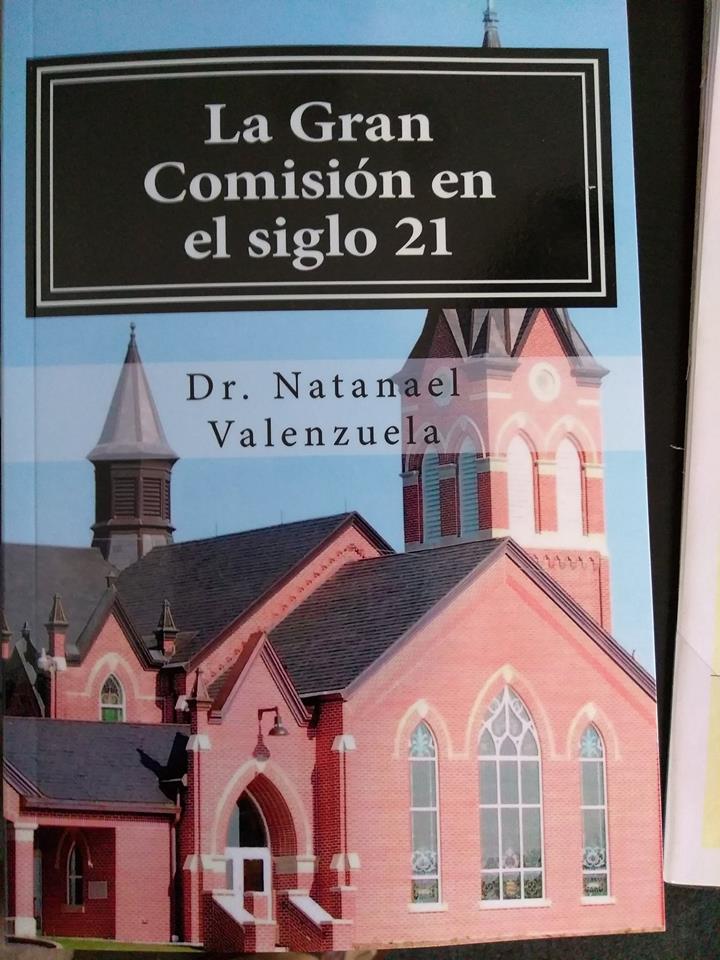 La Gran
Comisión en
el siglo 21
Dr. Natanael
Valenzuela